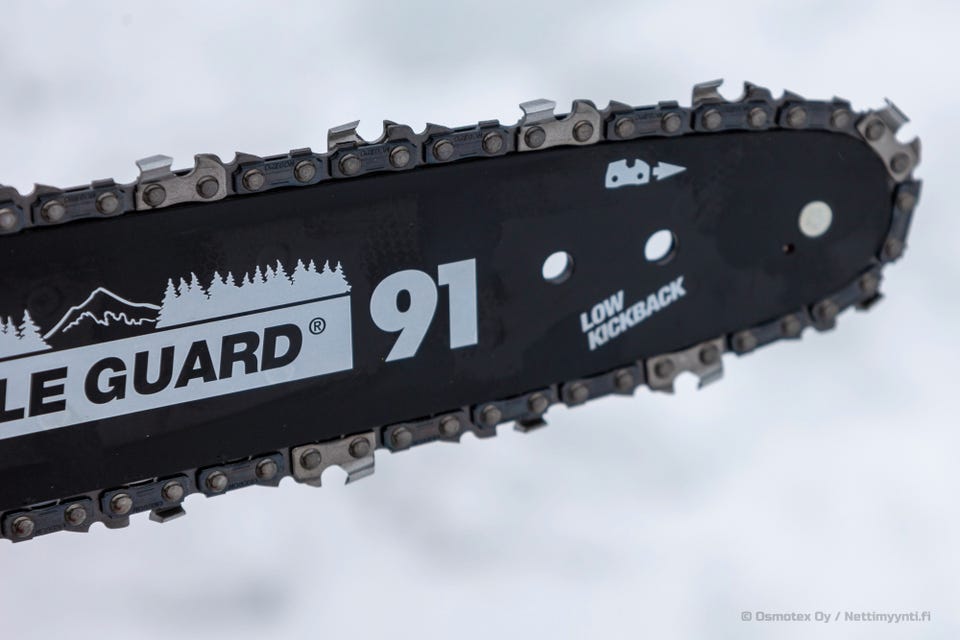 LE GUARD®
91
LOW
KICKBACK
© Osmotex Oy / Nettimyynti.fi